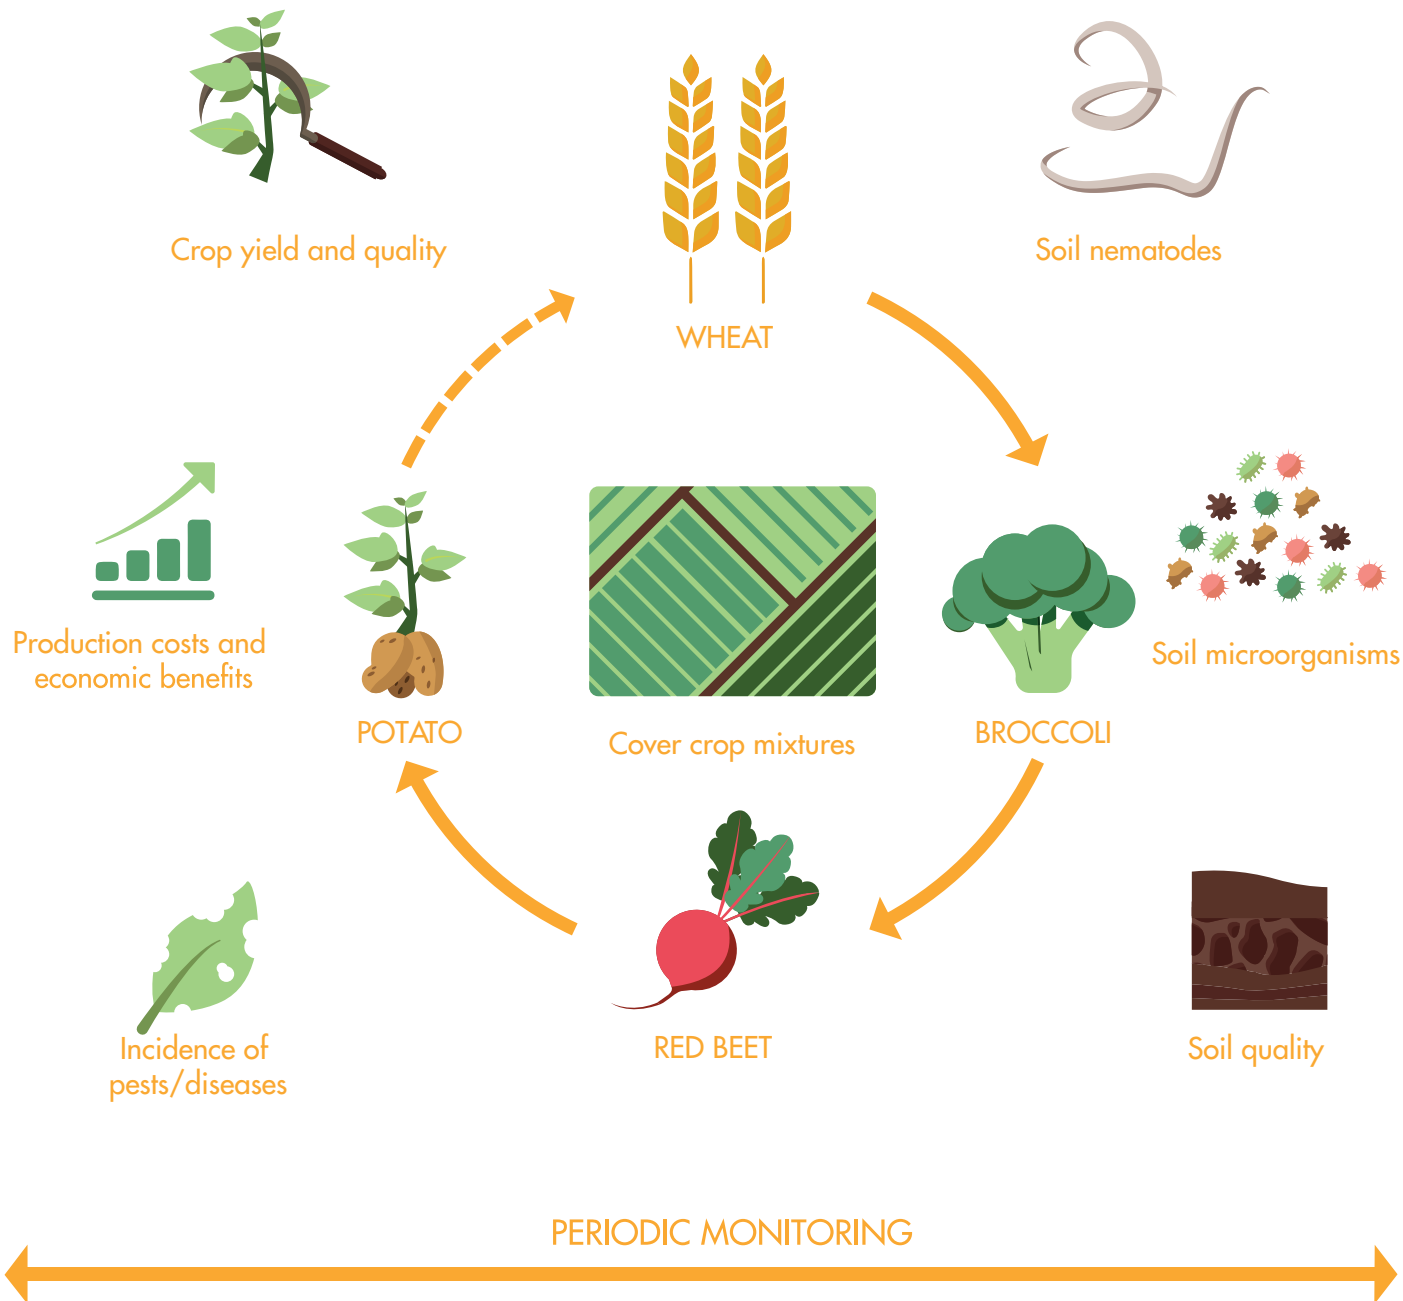 Crop yield and quality
Soil nematodes
WHEAT
Production costs and
economic benefits
Soil microorganisms
POTATO
Cover crop mixtures
BROCCOLI
Incidence of
pests/diseases
RED BEET
Soil quality
PERIODIC MONITORING